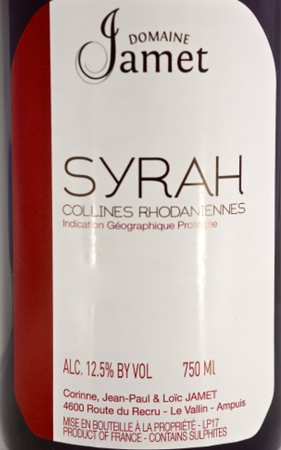 DOMAINE
Jamet
SYRAH
COLLINES RHODANIENNES
Indication Géographique Protégée
ALC. 12.5% BY VOL 750 Ml
Corinne, Jean-Paul & Loïc JAMET
4600 Route du Recru - Le Vallin - Ampuis
MISE EN BOUTEILLE À LA PROPRIÉTÉ - LP17
PRODUCT OF FRANCE - CONTAINS SULPHITES